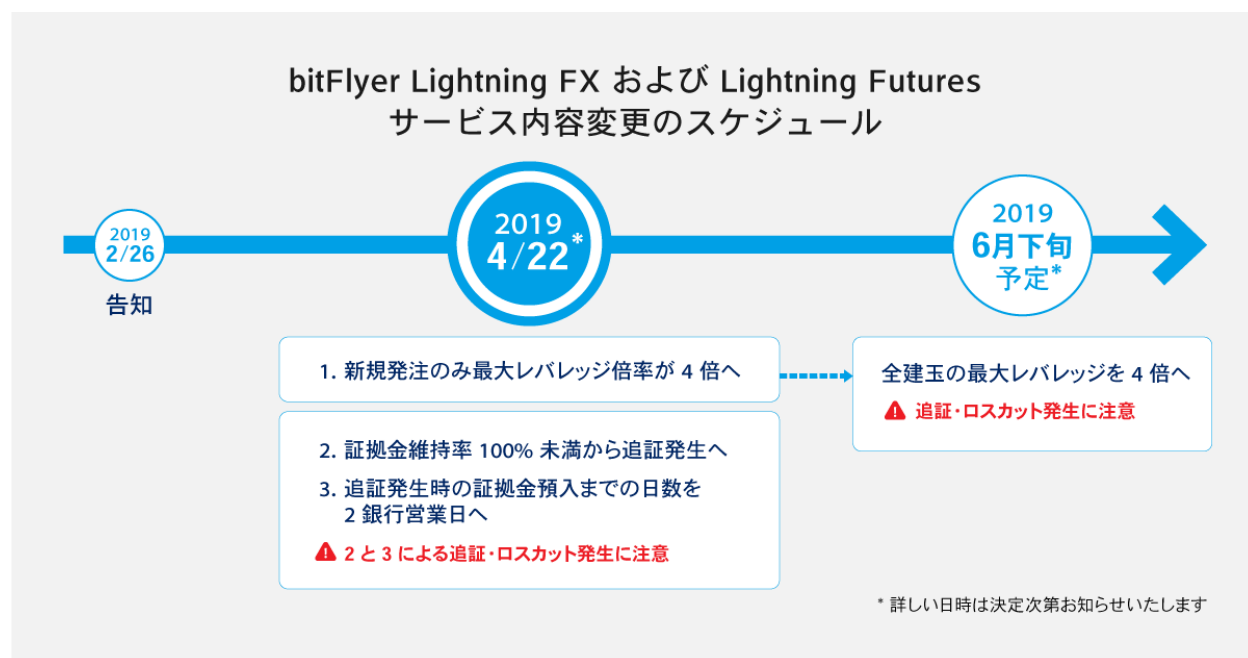 bitFlyer Lightning FX および Lightning Futures
サービス内容変更のスケジュール
2019
2/26
告知
2019
4/22*
2019
6月下旬
予定*
1. 新規発注のみ最大レバレッジ倍率が 4 倍へ
全建玉の最大レバレッジを 4 倍へ
追証・ロスカット発生に注意
2. 証拠金維持率 100% 未満から追証発生へ
3. 追証発生時の証拠金預入までの日数を
2 銀行営業日へ
2 と 3 による追証・ロスカット発生に注意
* 詳しい日時は決定次第お知らせいたします